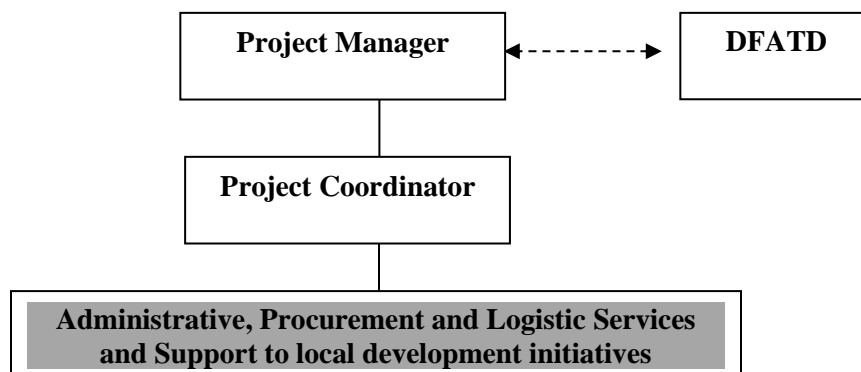 Project Manager
DFATD
Project Coordinator
Administrative, Procurement and Logistic Services
and Support to local development initiatives